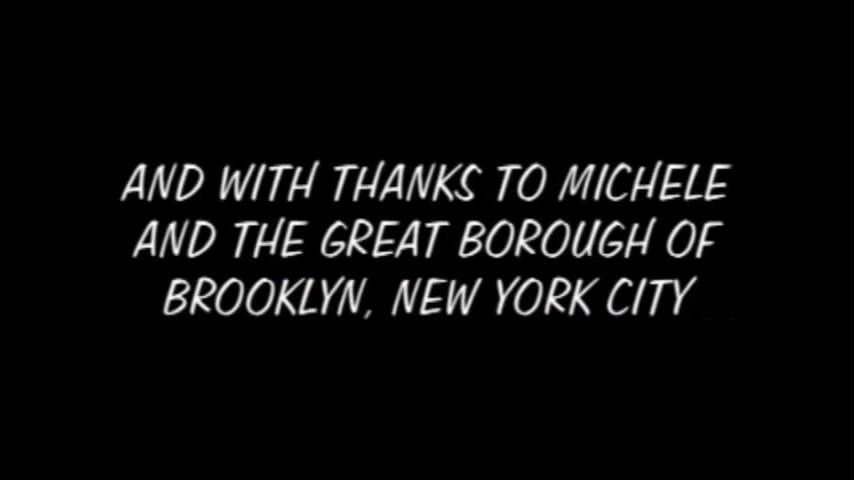 AND WITH THANKS TO MICHELE
AND THE GREAT BOROUGH OF
BROOKLYN, NEW YORK CITY